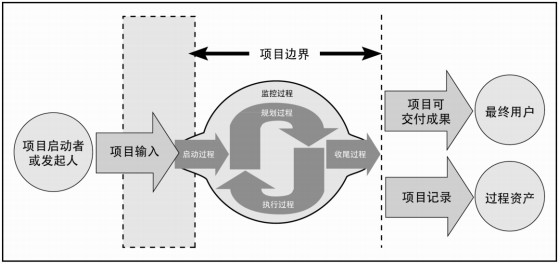 项目边界
监控过程
规划过程
项目启动者
或发起人
项目输入
启动过程
收尾过程
执行过程
项目可
交付成果
最终用户
项目记录
过程资产